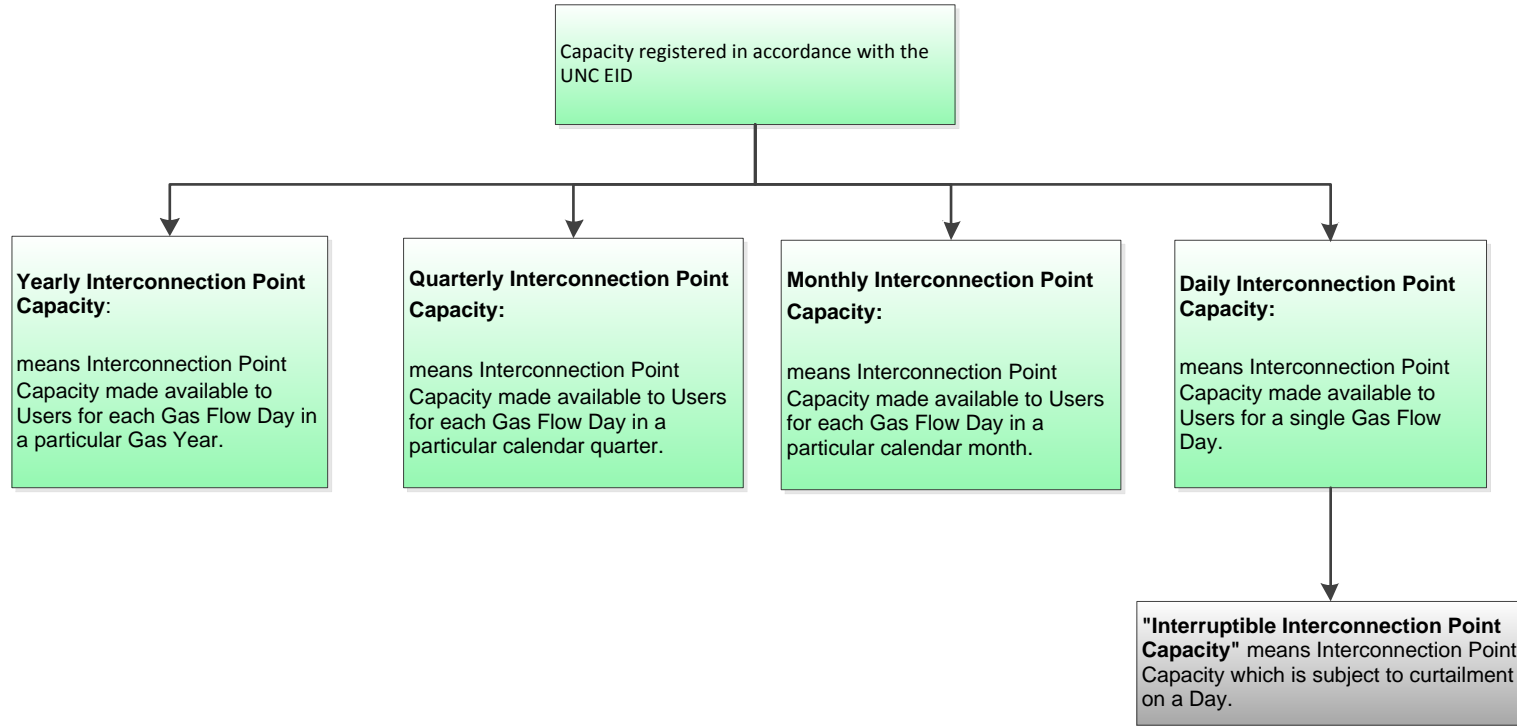 Capacity registered in accordance with the
UNC EID
Yearly Interconnection Point
Capacity:
means Interconnection Point
Capacity made available to
Users for each Gas Flow Day in
a particular Gas Year.
Quarterly Interconnection Point
Capacity:
means Interconnection Point
Capacity made available to Users
for each Gas Flow Day in a
particular calendar quarter.
Monthly Interconnection Point
Capacity:
means Interconnection Point
Capacity made available to Users
for each Gas Flow Day in a
particular calendar month.
Daily Interconnection Point
Capacity:
means Interconnection Point
Capacity made available to
Users for a single Gas Flow
Day.
"Interruptible Interconnection Point
Capacity" means Interconnection Point
Capacity which is subject to curtailment
on a Day.